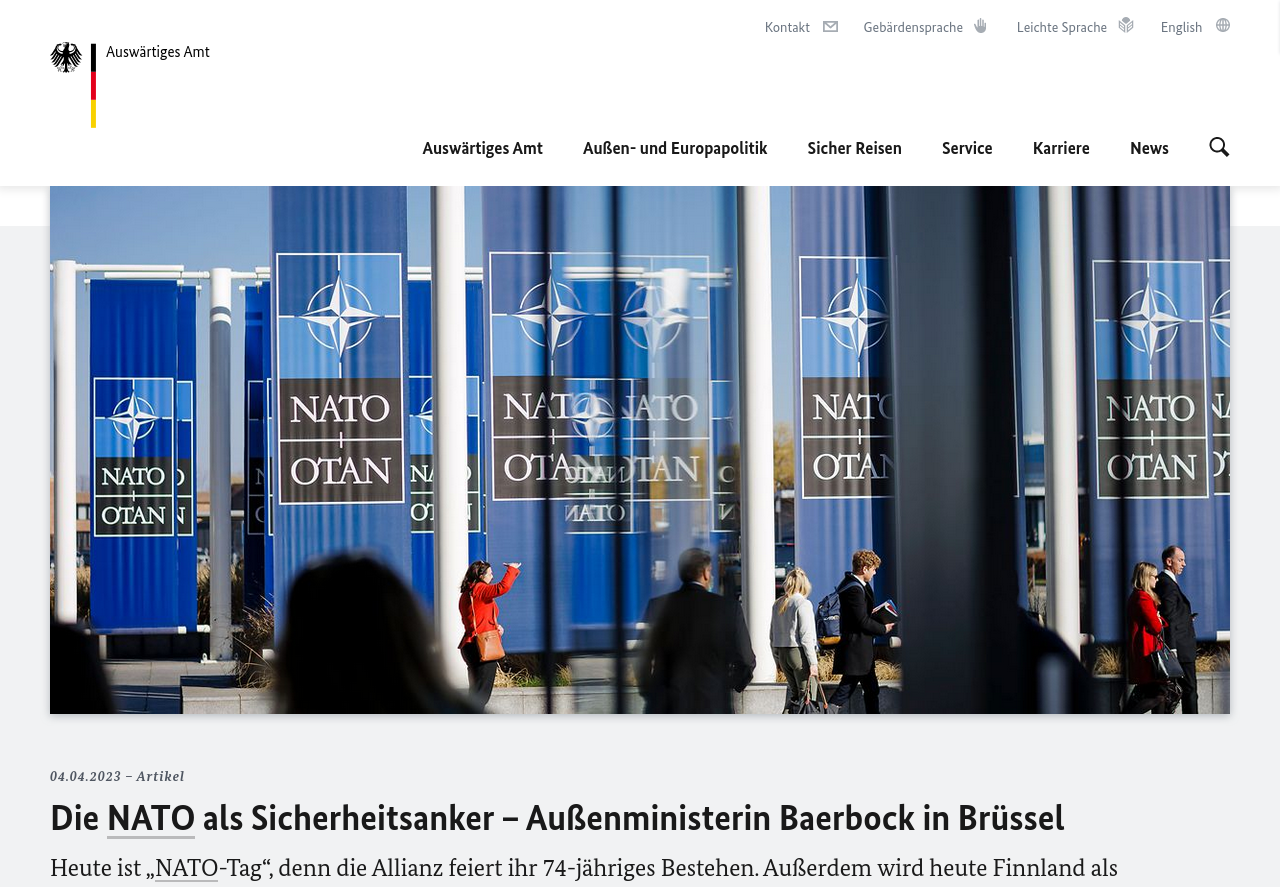 Kontakt
Gebärdensprache
Leichte Sprache
English
Auswärtiges Amt
Auswärtiges Amt
Außen- und Europapolitik
Sicher Reisen
Service
Karriere
News
NATO
OTAN
NATO
OTAN
NATO
OTAN
NATO
OTAN
NATO
OTAN
NATO
OTAN
04.04.2023 – Artikel
Die NATO als Sicherheitsanker – Außenministerin Baerbock in Brüssel
Heute ist „NATO-Tag“, denn die Allianz feiert ihr 74-jähriges Bestehen. Außerdem wird heute Finnland als